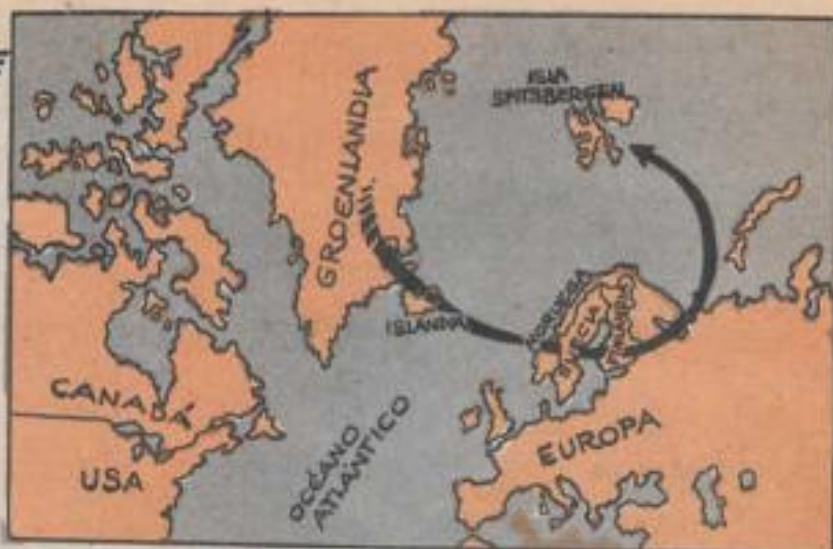 ISLA
SPITSBERGEN
GROENLANDIA
ISLANDIA
NORUEGA
SUECIA
FINLANDIA
CANADÁ
USA
OCÉANO
ATLÁNTICO
EUROPA